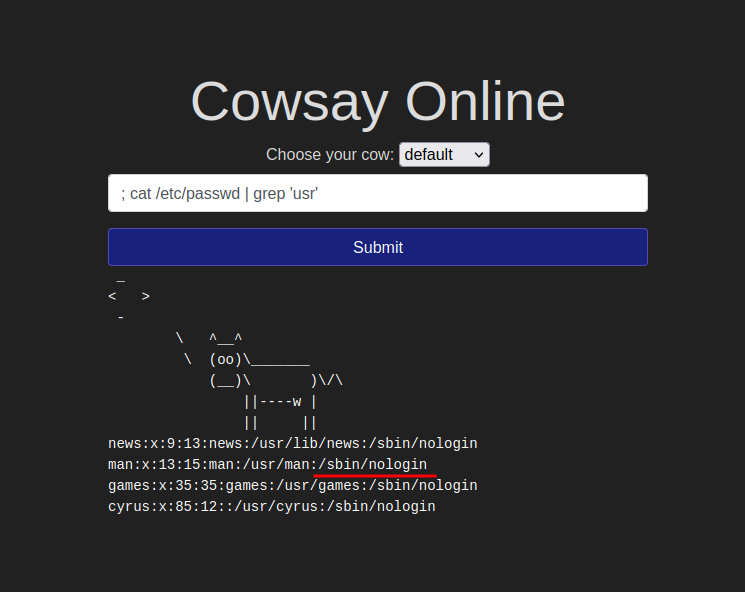 Cowsay Online
Choose your cow: default
; cat /etc/passwd | grep 'usr'
Submit
 _
<   >
 -
        \   ^__^
         \  (oo)\_______
            (__)\       )\/\
                ||----w |
                ||     ||
news:x:9:13:news:/usr/lib/news:/sbin/nologin
man:x:13:15:man:/usr/man:/sbin/nologin
games:x:35:35:games:/usr/games:/sbin/nologin
cyrus:x:85:12::/usr/cyrus:/sbin/nologin